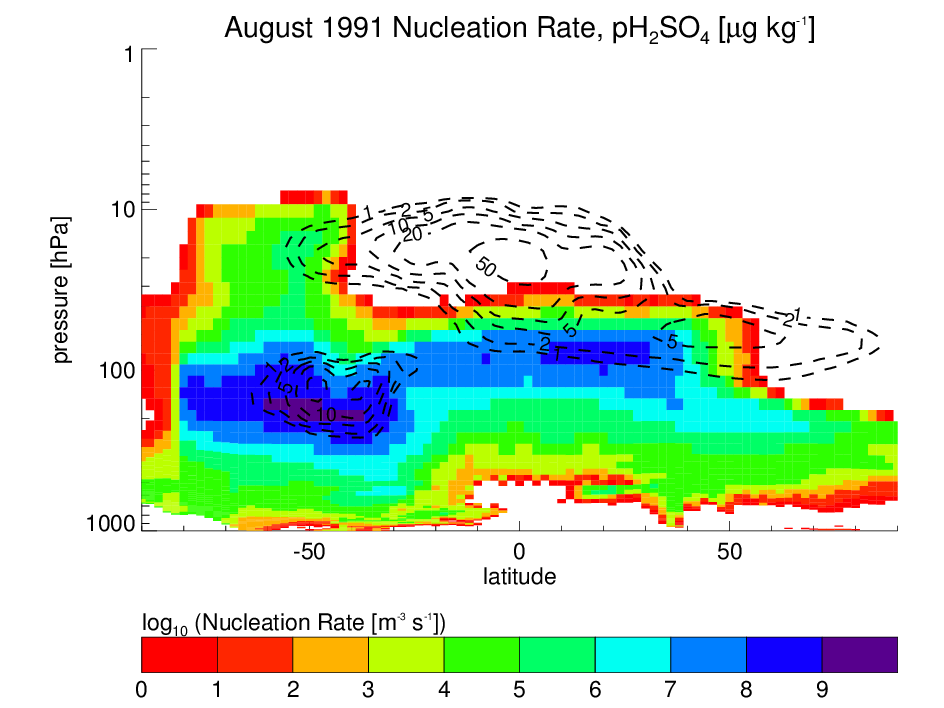 August 1991 Nucleation Rate, pH₂SO₄ [μg kg⁻¹]
1
10
100
1000
pressure [hPa]
1 2 5
10
20
50
5
2
1
5
2
1
1 2
5
10
-50 0 50
latitude
log₁₀ (Nucleation Rate [m⁻³ s⁻¹])
0 1 2 3 4 5 6 7 8 9